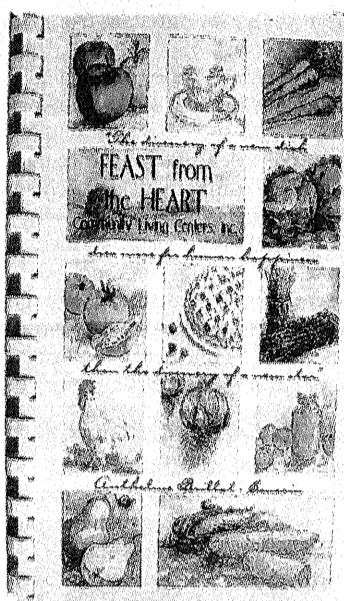 "The discovery of a new dish
FEAST from
the HEART
Community Living Centers, Inc.
does more for human happiness
than the discovery of a new star"
Anthelme Brillat-Savarin